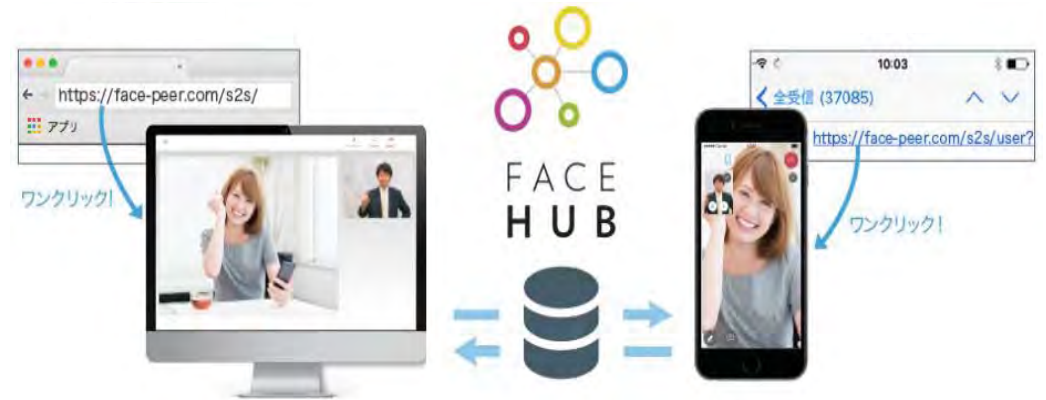 https://face-peer.com/s2s/
アプリ
ワンクリック!
FACE
HUB
10:03
全受信 (37085)
https://face-peer.com/s2s/user?
ワンクリック!